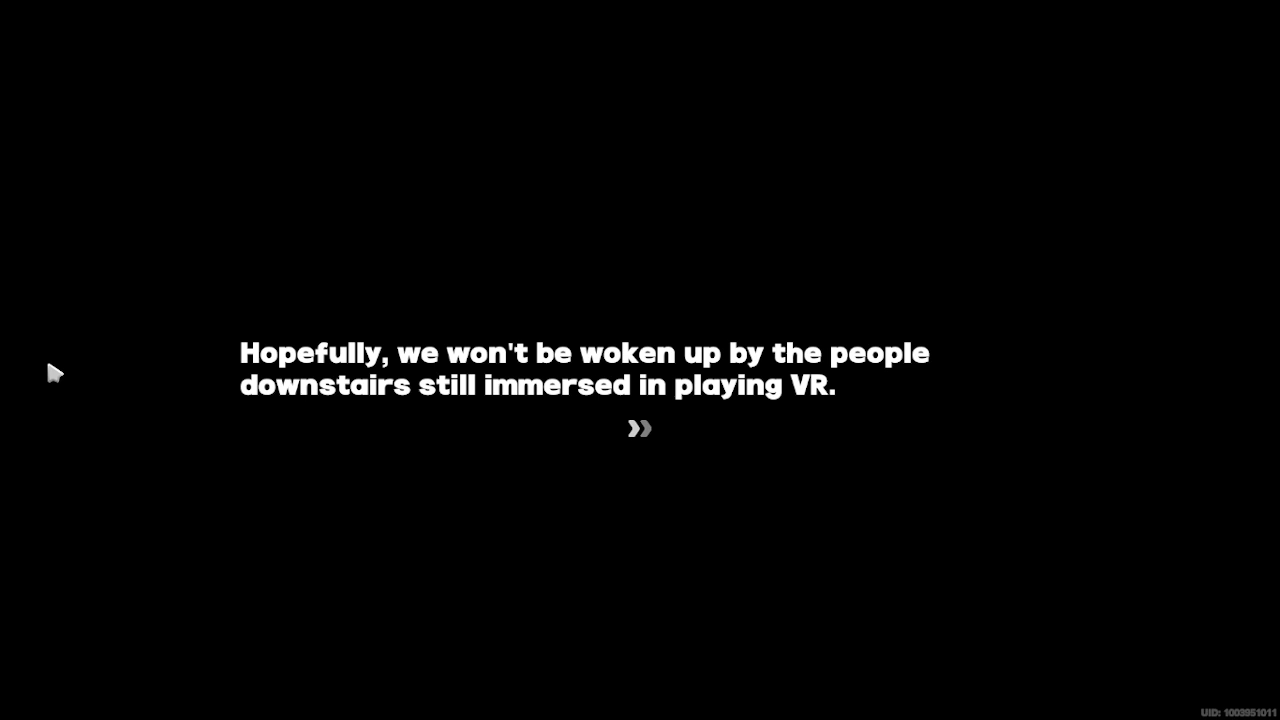 Hopefully, we won't be woken up by the people
downstairs still immersed in playing VR.
UID: 1003951011